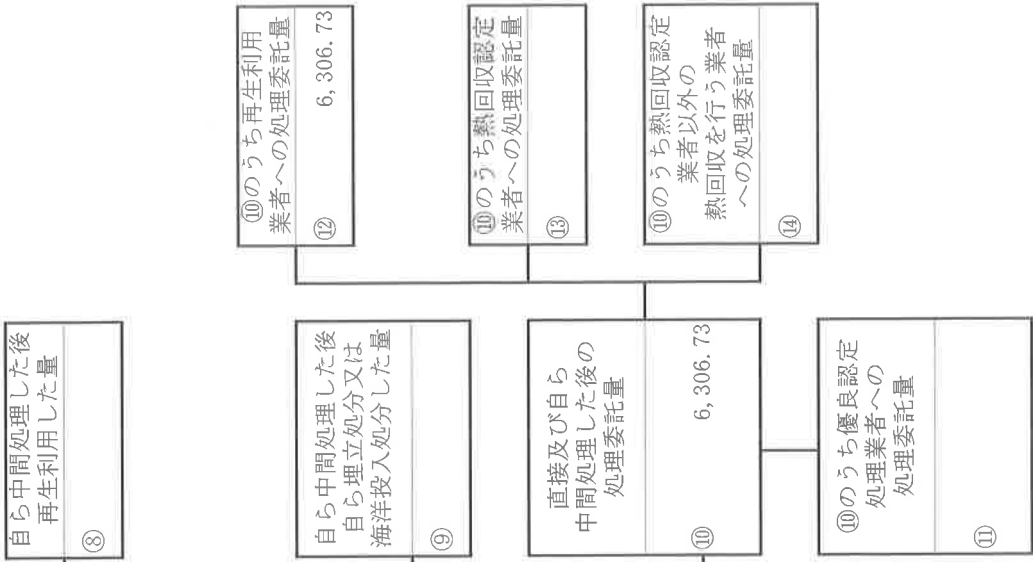 自ら中間処理した後
再生利用した量
⑧
自ら中間処理した後
自ら埋立処分又は
海洋投入処分した量
⑨
直接及び自ら
中間処理した後の
処理委託量
⑩ 6,306.73
⑩のうち優良認定
処理業者への
処理委託量
⑪
⑩のうち再生利用
業者への処理委託量
⑫ 6,306.73
⑩のうち熱回収認定
業者への処理委託量
⑬
⑩のうち熱回収認定
業者以外の
熱回収を行う業者
への処理委託量
⑭